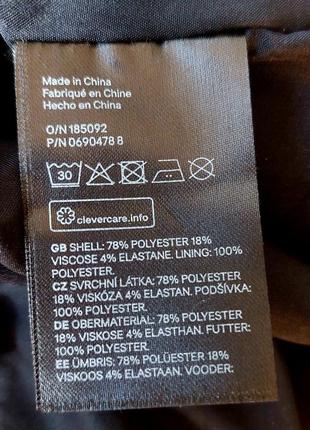 Made in China
Fabriqué en Chine
Hecho en China
O/N 185092
P/N 0690478 8
30
clevercare.info
GB SHELL: 78% POLYESTER 18%
VISCOSE 4% ELASTANE. LINING: 100%
POLYESTER.
CZ SVRCHNÍ LÁTKA: 78% POLYESTER
18% VISKÓZA 4% ELASTAN. PODŠÍVKA:
100% POLYESTER.
DE OBERMATERIAL: 78% POLYESTER
18% VISKOSE 4% ELASTHAN. FUTTER:
100% POLYESTER.
EE ÜMBRIS: 78% POLÜESTER 18%
VISKOOS 4% ELASTAAN. VOODER: